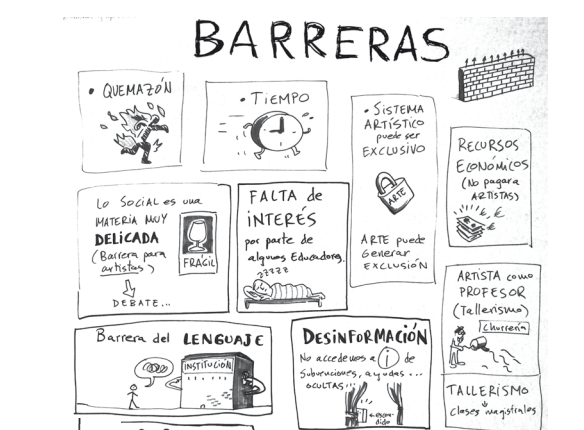 BARRERAS
• QUEMAZÓN
• TIEMPO
• SISTEMA
ARTÍSTICO
puede ser
EXCLUSIVO
ARTE
ARTE puede
Generar
EXCLUSIÓN
RECURSOS
ECONÓMICOS
(No pagar a
ARTISTAS)
€
€
LO SOCIAL es una
MATERIA MUY
DELICADA
(Barrera para
artistas)
DEBATE...
FRÁGIL
FALTA de
INTERÉS
por parte de
algunos Educadores.
ZZZZZ
ARTISTA como
PROFESOR
(Tallerismo)
Churrería
TALLERISMO
clases magistrales
Barrera del LENGUAJE
INSTITUCIÓN
DESINFORMACIÓN
No accedemos a i de
subvenciones, ayudas...
OCULTAS...
escon-
dido